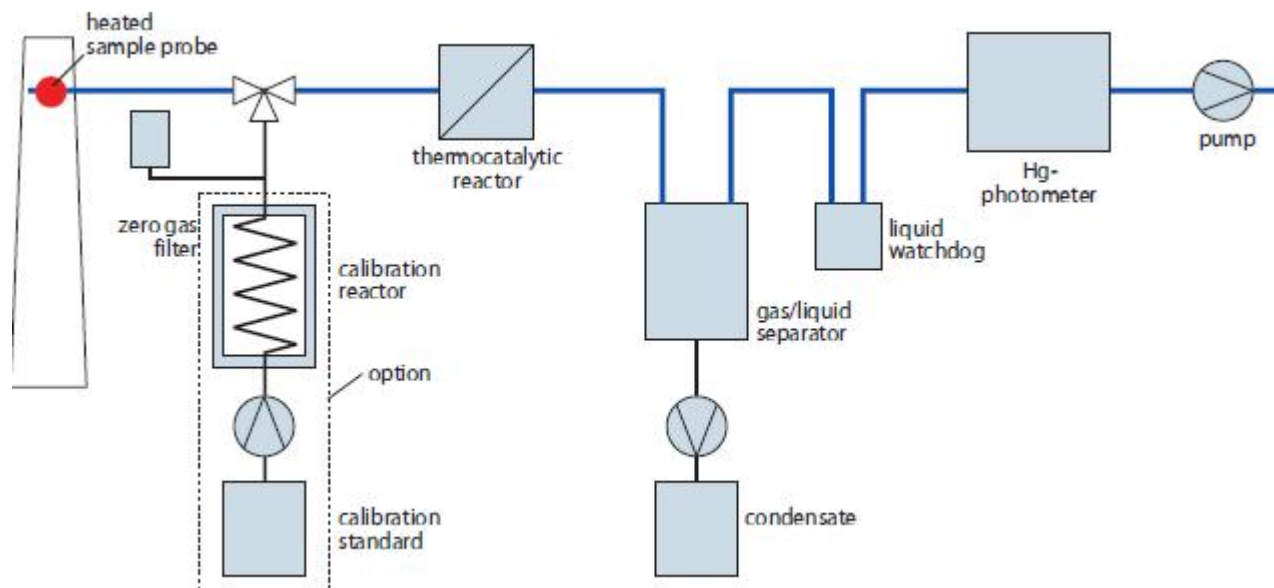 heated
sample probe
thermocatalytic
reactor
Hg-
photometer
pump
zero gas
filter
calibration
reactor
liquid
watchdog
gas/liquid
separator
option
calibration
standard
condensate